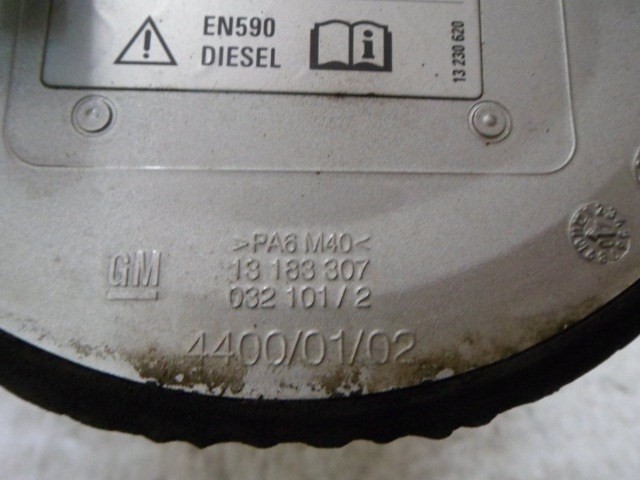 EN590
DIESEL
13 230 620
>PA6 M40<
GM
13 183 307
032 101/2
4400/01/02